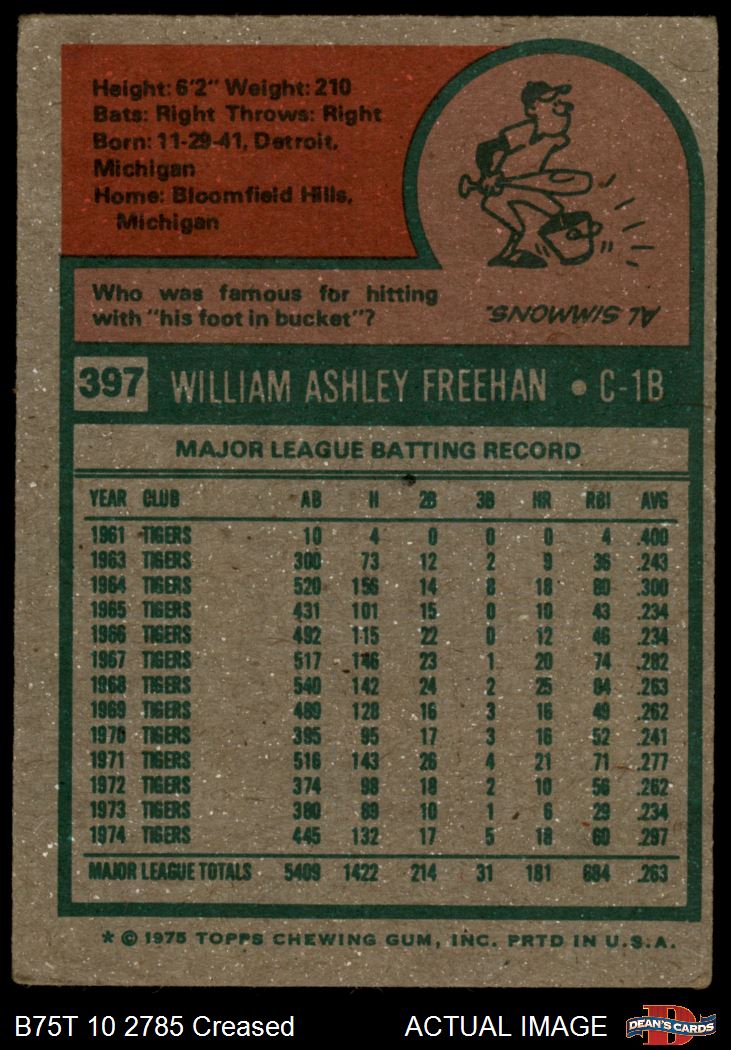 Height: 6'2" Weight: 210
Bats: Right Throws: Right
Born: 11-29-41, Detroit,
Michigan
Home: Bloomfield Hills,
Michigan
Who was famous for hitting
with "his foot in bucket"?
AL SIMMONS.
397 WILLIAM ASHLEY FREEHAN • C-1B
MAJOR LEAGUE BATTING RECORD
YEAR CLUB AB H 2B 3B HR RBI AVG
1961 TIGERS 10 4 0 0 0 4 .400
1963 TIGERS 300 73 12 2 9 36 .243
1964 TIGERS 520 156 14 8 18 80 .300
1965 TIGERS 431 101 15 0 10 43 .234
1966 TIGERS 492 115 22 0 12 46 .234
1967 TIGERS 517 146 23 1 20 74 .282
1968 TIGERS 540 142 24 2 25 84 .263
1969 TIGERS 489 128 16 3 16 49 .262
1970 TIGERS 395 95 17 3 16 52 .241
1971 TIGERS 516 143 26 4 21 71 .277
1972 TIGERS 374 98 18 2 10 56 .262
1973 TIGERS 380 89 10 1 6 29 .234
1974 TIGERS 445 132 17 5 18 60 .297
MAJOR LEAGUE TOTALS 5409 1422 214 31 181 684 .263
* © 1975 TOPPS CHEWING GUM, INC. PRTD IN U.S.A.
B75T 10 2785 Creased ACTUAL IMAGE DEAN'S CARDS